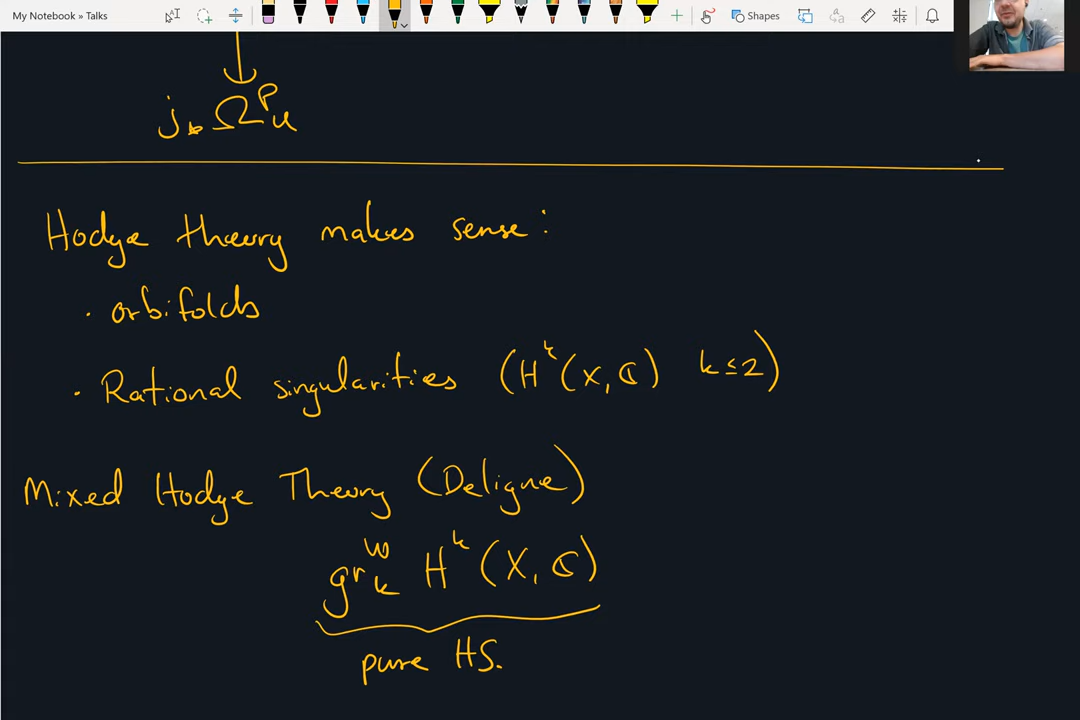 My Notebook » Talks
Shapes
j_* Ω^p_U
Hodge theory makes sense:
· orbifolds
· Rational singularities (H^k(X, ℂ) k ≤ 2)
Mixed Hodge Theory (Deligne)
gr^W_k H^k(X, ℂ)
pure HS.